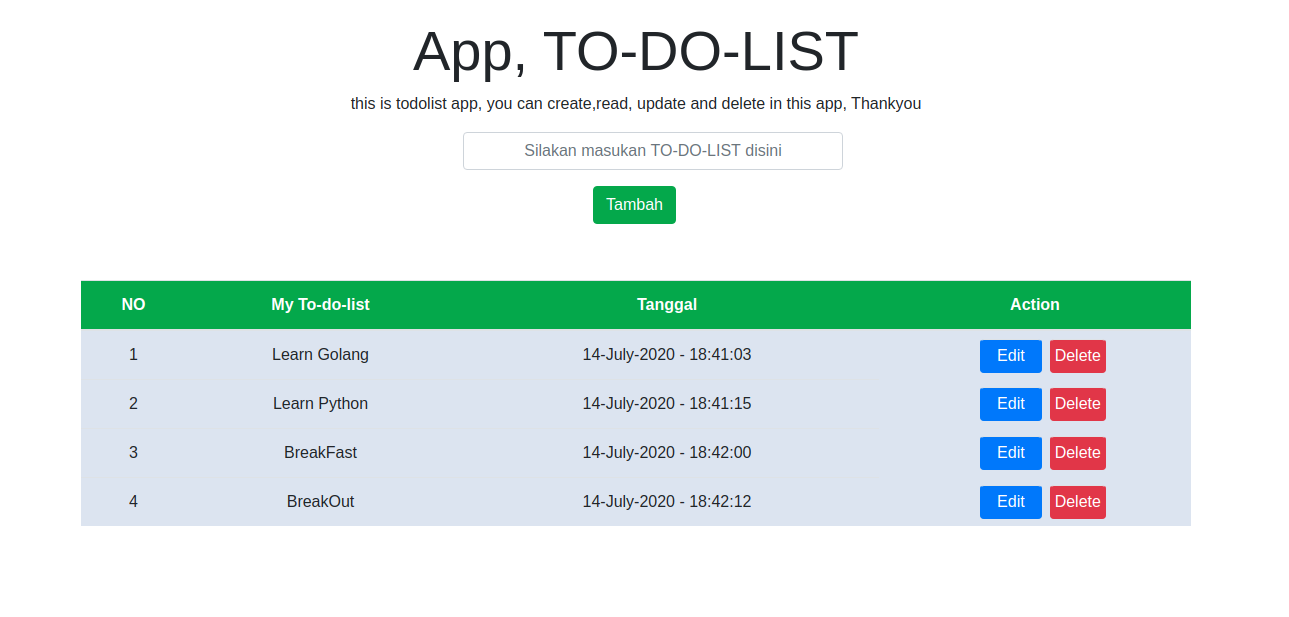 App, TO-DO-LIST
this is todolist app, you can create,read, update and delete in this app, Thankyou
Silakan masukan TO-DO-LIST disini
Tambah
NO My To-do-list Tanggal Action
1 Learn Golang 14-July-2020 - 18:41:03 Edit Delete
2 Learn Python 14-July-2020 - 18:41:15 Edit Delete
3 BreakFast 14-July-2020 - 18:42:00 Edit Delete
4 BreakOut 14-July-2020 - 18:42:12 Edit Delete